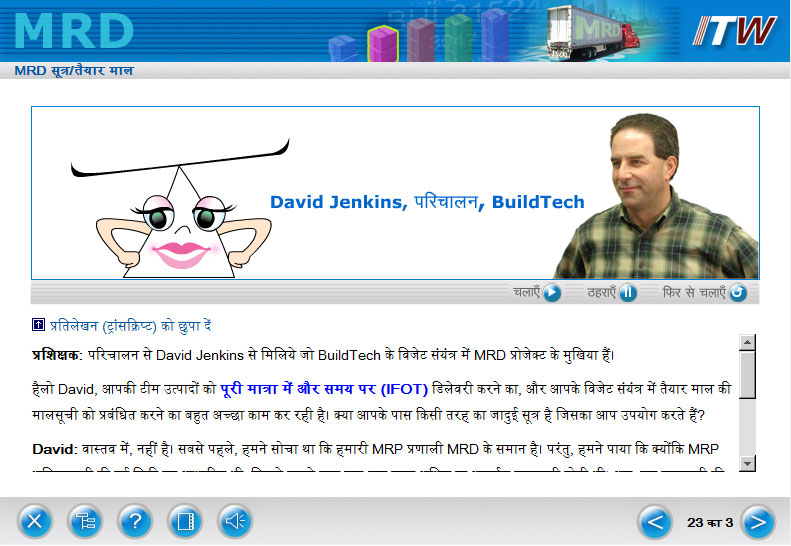 MRD
MRD
ITW
MRD सूत्र/तैयार माल
David Jenkins, परिचालन, BuildTech
चलाएँ
ठहराएँ
फिर से चलाएँ
प्रतिलेखन (ट्रांसक्रिप्ट) को छुपा दें
प्रशिक्षक: परिचालन से David Jenkins से मिलिये जो BuildTech के विजेट संयंत्र में MRD प्रोजेक्ट के मुखिया हैं।
हैलो David, आपकी टीम उत्पादों को पूरी मात्रा में और समय पर (IFOT) डिलेवरी करने का, और आपके विजेट संयंत्र में तैयार माल की
मालसूची को प्रबंधित करने का बहुत अच्छा काम कर रही है। क्या आपके पास किसी तरह का जादुई सूत्र है जिसका आप उपयोग करते हैं?
David: वास्तव में, नहीं है। सबसे पहले, हमने सोचा था कि हमारी MRP प्रणाली MRD के समान है। परंतु, हमने पाया कि क्योंकि MRP
?
23 का 3